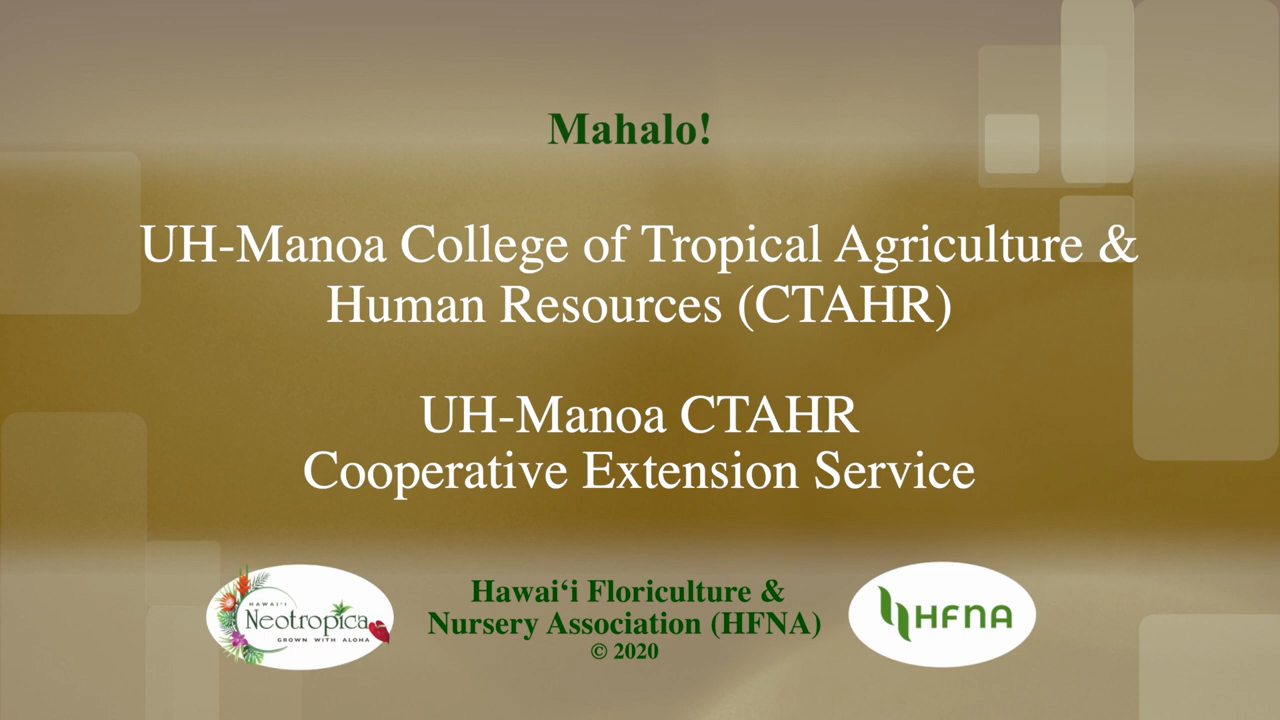 Mahalo!
UH-Manoa College of Tropical Agriculture &
Human Resources (CTAHR)
UH-Manoa CTAHR
Cooperative Extension Service
HAWAI‘I
Neotropica
GROWN WITH ALOHA
Hawai‘i Floriculture &
Nursery Association (HFNA)
© 2020
HFNA